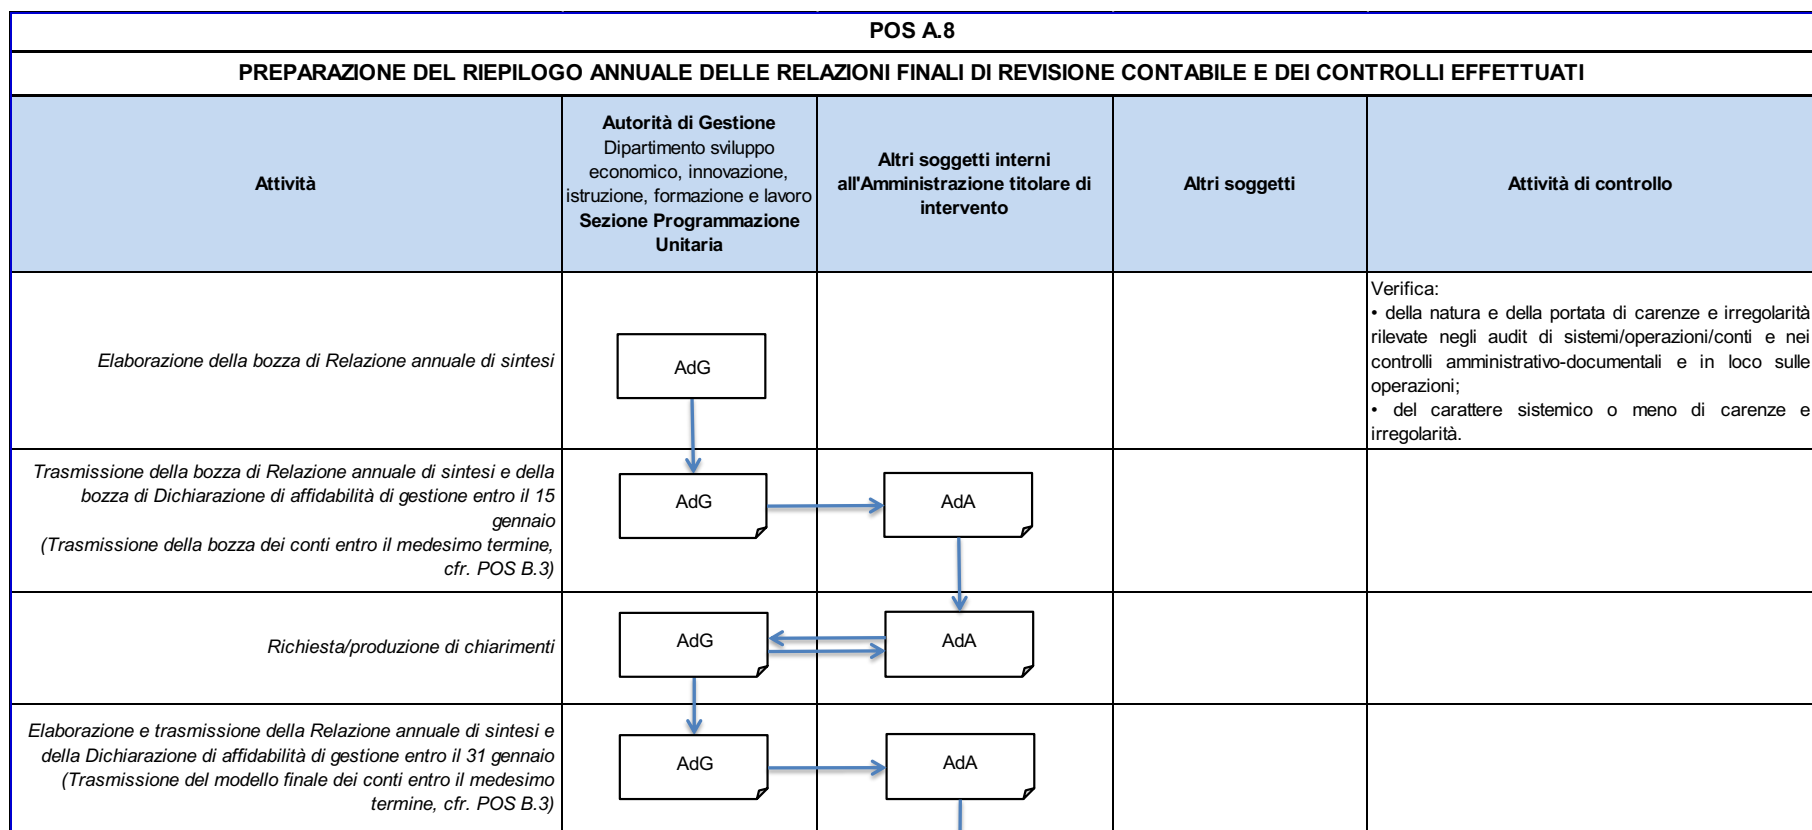 POS A.8
PREPARAZIONE DEL RIEPILOGO ANNUALE DELLE RELAZIONI FINALI DI REVISIONE CONTABILE E DEI CONTROLLI EFFETTUATI
Attività
Autorità di Gestione
Dipartimento sviluppo
economico, innovazione,
istruzione, formazione e lavoro
Sezione Programmazione
Unitaria
Altri soggetti interni
all'Amministrazione titolare di
intervento
Altri soggetti
Attività di controllo
Elaborazione della bozza di Relazione annuale di sintesi
AdG
Verifica:
• della natura e della portata di carenze e irregolarità
rilevate negli audit di sistemi/operazioni/conti e nei
controlli amministrativo-documentali e in loco sulle
operazioni;
• del carattere sistemico o meno di carenze e
irregolarità.
Trasmissione della bozza di Relazione annuale di sintesi e della
bozza di Dichiarazione di affidabilità di gestione entro il 15
gennaio
(Trasmissione della bozza dei conti entro il medesimo termine,
cfr. POS B.3)
AdG
AdA
Richiesta/produzione di chiarimenti
AdG
AdA
Elaborazione e trasmissione della Relazione annuale di sintesi e
della Dichiarazione di affidabilità di gestione entro il 31 gennaio
(Trasmissione del modello finale dei conti entro il medesimo
termine, cfr. POS B.3)
AdG
AdA